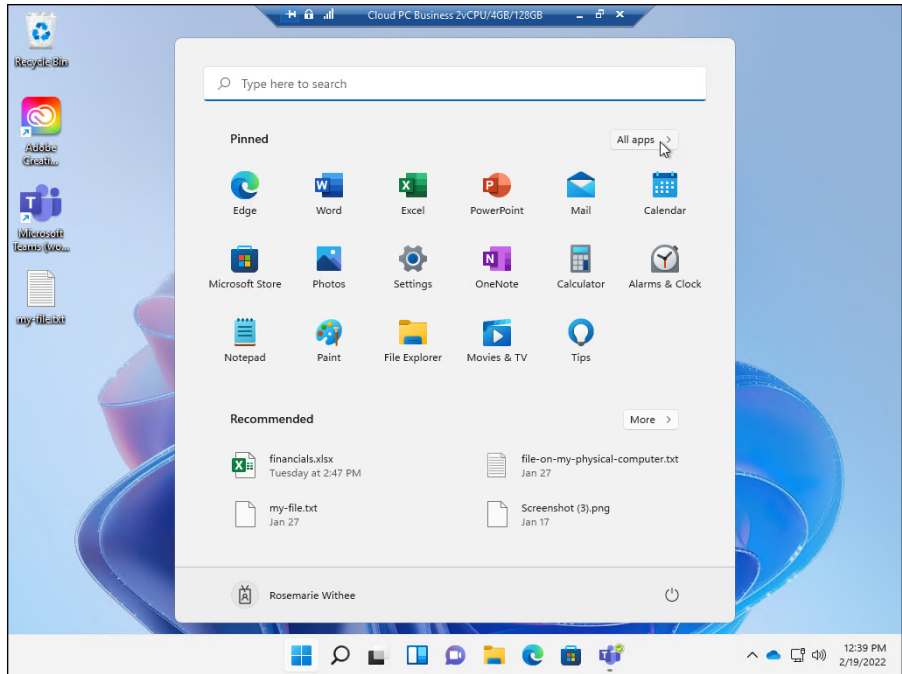 Cloud PC Business 2vCPU/4GB/128GB
Recycle Bin
Adobe
Creati...
Microsoft
Teams (wo...
my-file.txt
Type here to search
Pinned
All apps
Edge
Word
Excel
PowerPoint
Mail
Calendar
Microsoft Store
Photos
Settings
OneNote
Calculator
Alarms & Clock
Notepad
Paint
File Explorer
Movies & TV
Tips
Recommended
More
financials.xlsx
Tuesday at 2:47 PM
file-on-my-physical-computer.txt
Jan 27
my-file.txt
Jan 27
Screenshot (3).png
Jan 17
Rosemarie Withee
12:39 PM
2/19/2022